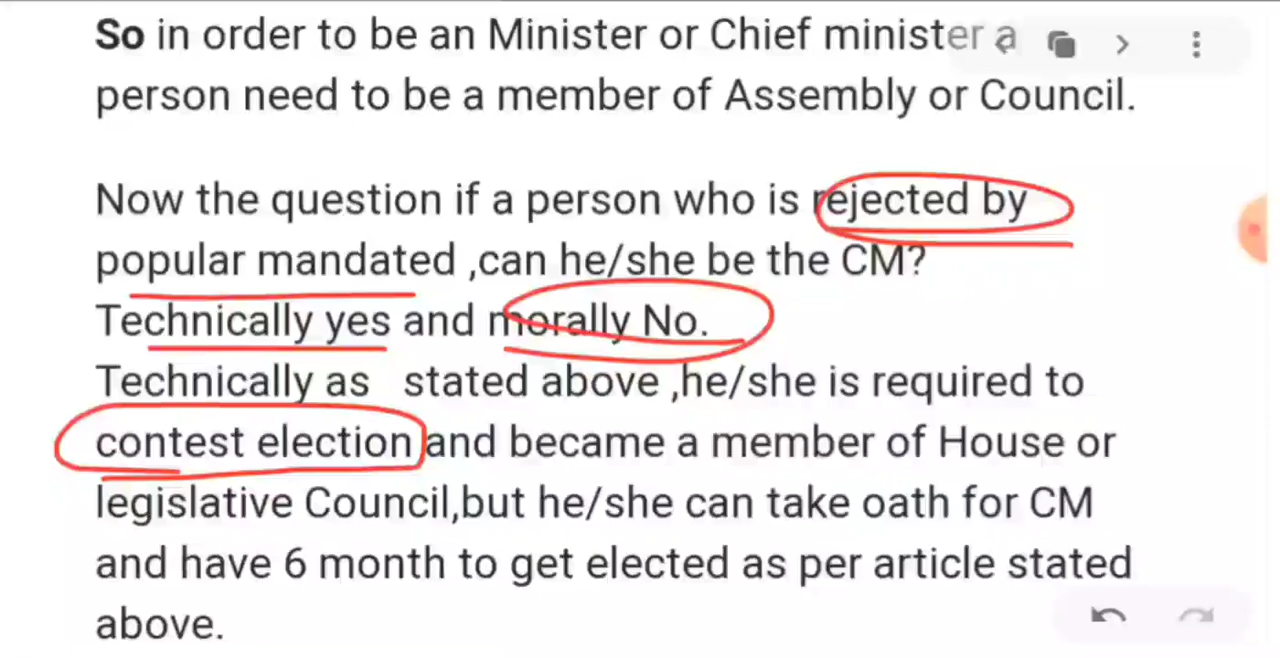 So in order to be an Minister or Chief minister a
person need to be a member of Assembly or Council.
Now the question if a person who is rejected by
popular mandated ,can he/she be the CM?
Technically yes and morally No.
Technically as stated above ,he/she is required to
contest election and became a member of House or
legislative Council,but he/she can take oath for CM
and have 6 month to get elected as per article stated
above.